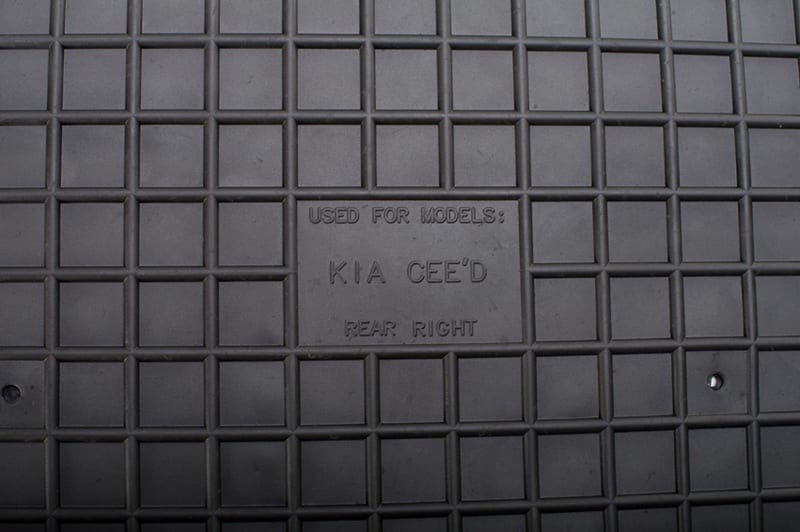 USED FOR MODELS:
KIA CEE'D
REAR RIGHT